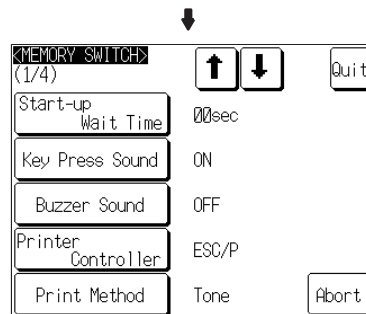 <MEMORY SWITCH>
(1/4)
Quit
Start-up
Wait Time
00sec
Key Press Sound
ON
Buzzer Sound
OFF
Printer
Controller
ESC/P
Print Method
Tone
Abort